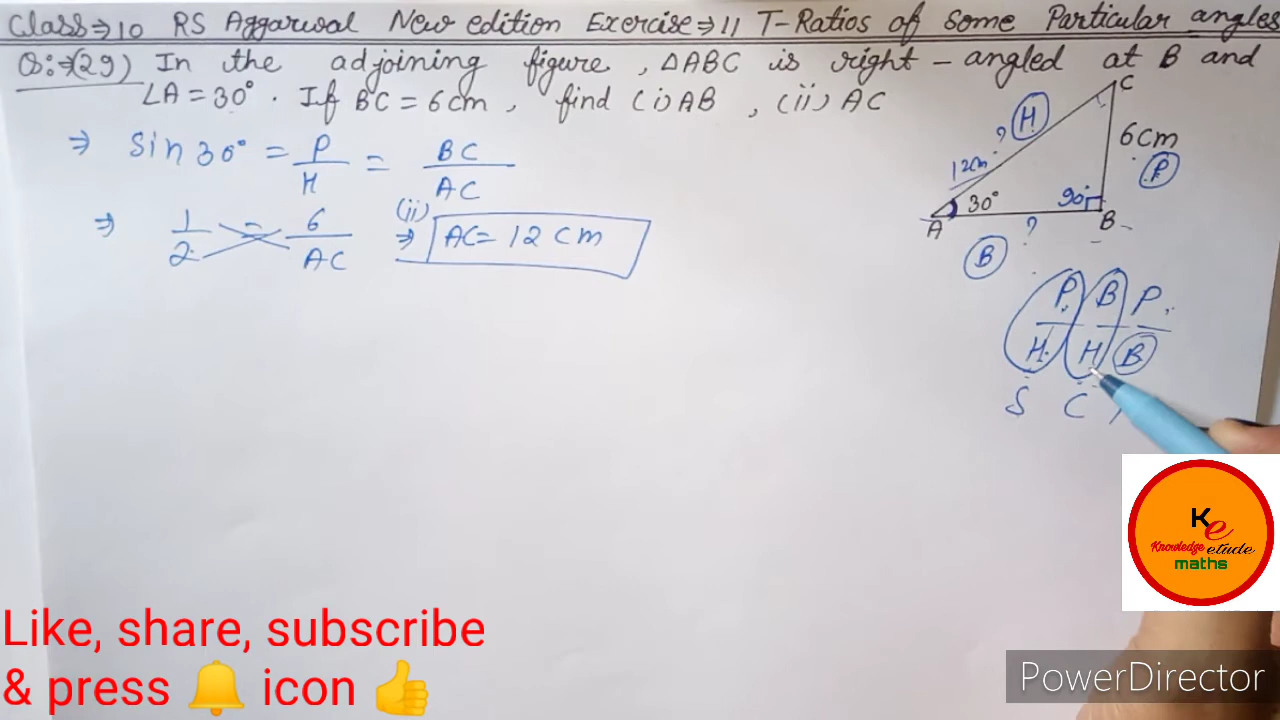 Class⇒10 RS Aggarwal New edition Exercise⇒11 T-Ratios of Some Particular angles
Q:⇒(29) In the adjoining figure, ΔABC is right-angled at B and
∠A = 30°. If BC = 6cm, find (i) AB, (ii) AC
⇒ Sin 30° = P/H = BC/AC
⇒ 1/2 = 6/AC (ii) ⇒ AC = 12 cm
C
H
?
12cm
6cm
P
30°
90°
A
B
?
B
P B P
H H B
S C
Ke
Knowledge etude
maths
Like, share, subscribe
& press 🔔 icon 👍
PowerDirector